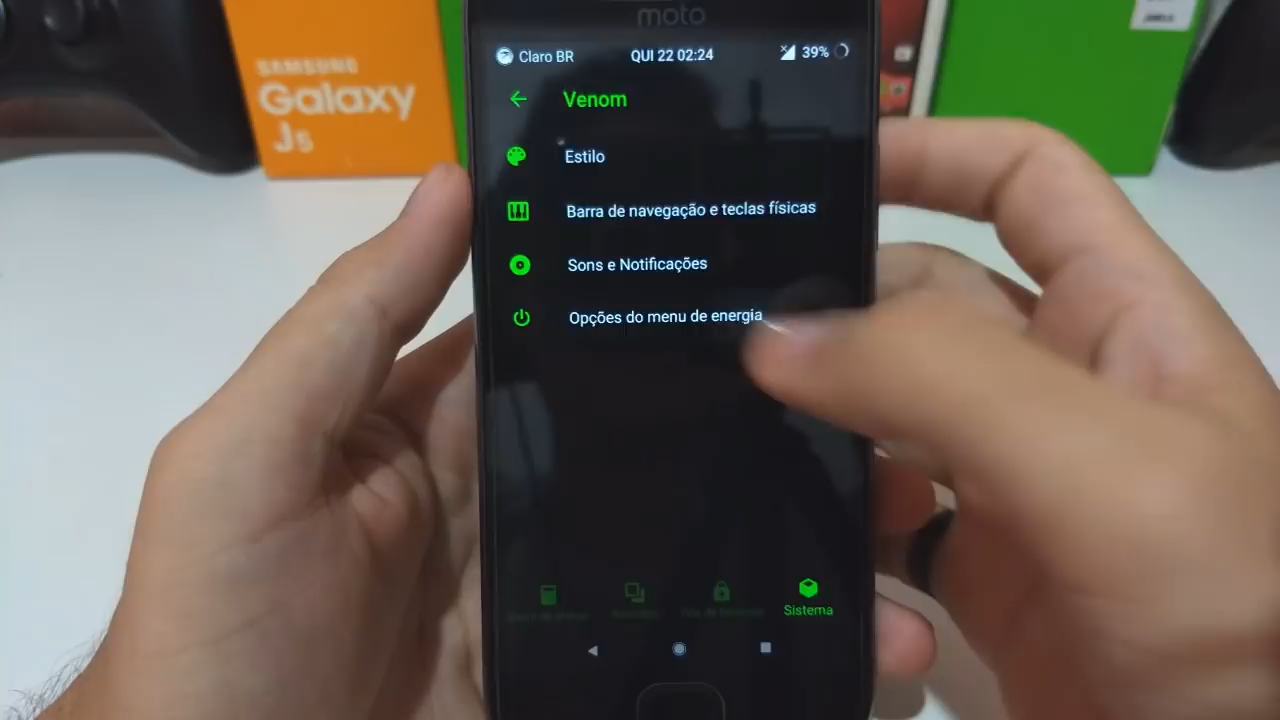 moto
Claro BR
QUI 22 02:24
39%
SAMSUNG
Galaxy
J5
Venom
Estilo
Barra de navegação e teclas físicas
Sons e Notificações
Opções do menu de energia
Sistema